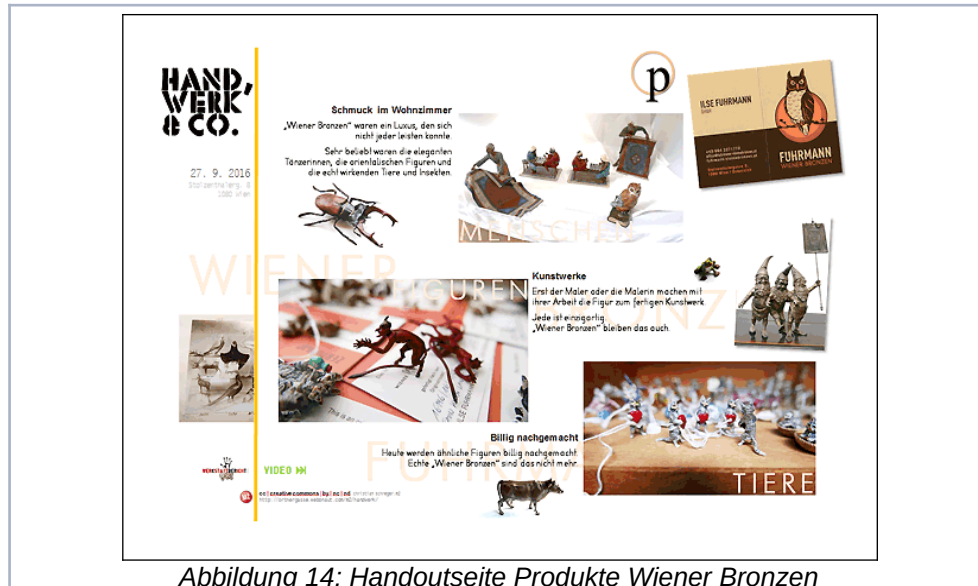 HAND,
WERK
& CO.
27. 9. 2016
Stolzenthalerg. 8
1080 Wien
p
Schmuck im Wohnzimmer
„Wiener Bronzen“ waren ein Luxus, den sich
nicht jeder leisten konnte.
Sehr beliebt waren die eleganten
Tänzerinnen, die orientalischen Figuren und
die echt wirkenden Tiere und Insekten.
MENSCHEN
ILSE FUHRMANN
FUHRMANN
WIENER BRONZEN
WIENER
FIGUREN
Kunstwerke
Erst der Maler oder die Malerin machen mit
ihrer Arbeit die Figur zum fertigen Kunstwerk.
Jede ist einzigartig.
„Wiener Bronzen“ bleiben das auch.
Billig nachgemacht
Heute werden ähnliche Figuren billig nachgemacht.
Echte „Wiener Bronzen“ sind das nicht mehr.
TIERE
WERKSTATTBERICHT
VIDEO
cc | creative commons | by | nc | nd
Abbildung 14: Handoutseite Produkte Wiener Bronzen